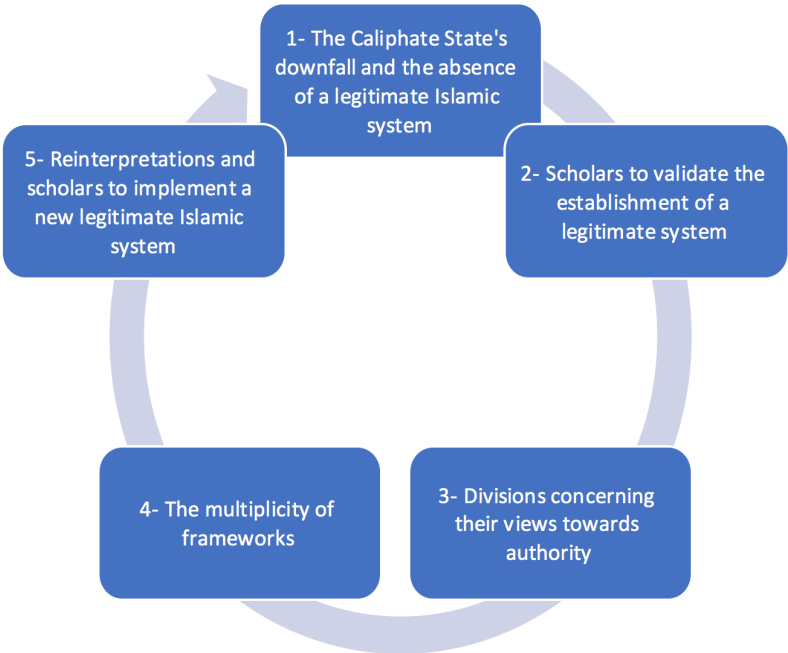 1- The Caliphate State's
downfall and the absence
of a legitimate Islamic
system
2- Scholars to validate the
establishment of a
legitimate system
3- Divisions concerning
their views towards
authority
4- The multiplicity of
frameworks
5- Reinterpretations and
scholars to implement a
new legitimate Islamic
system